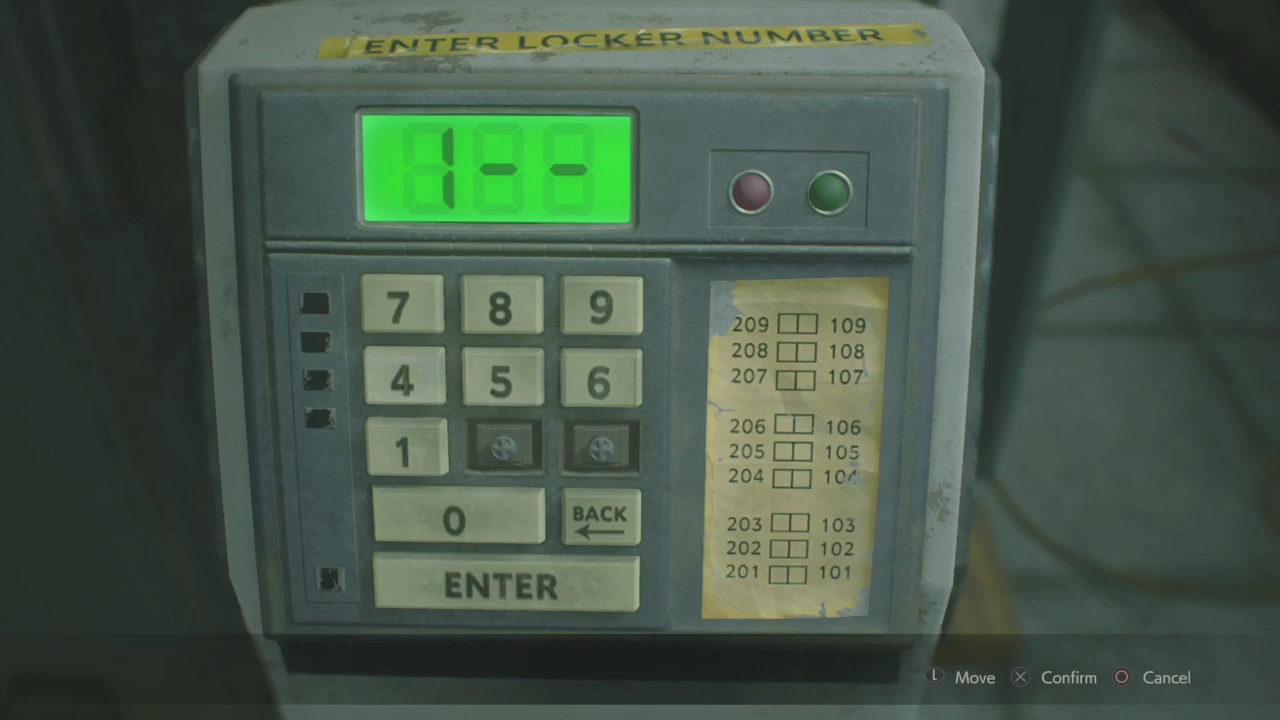 ENTER LOCKER NUMBER
1--
7 8 9
4 5 6
1
0 BACK
ENTER
209 109
208 108
207 107
206 106
205 105
204 104
203 103
202 102
201 101
L Move Confirm Cancel